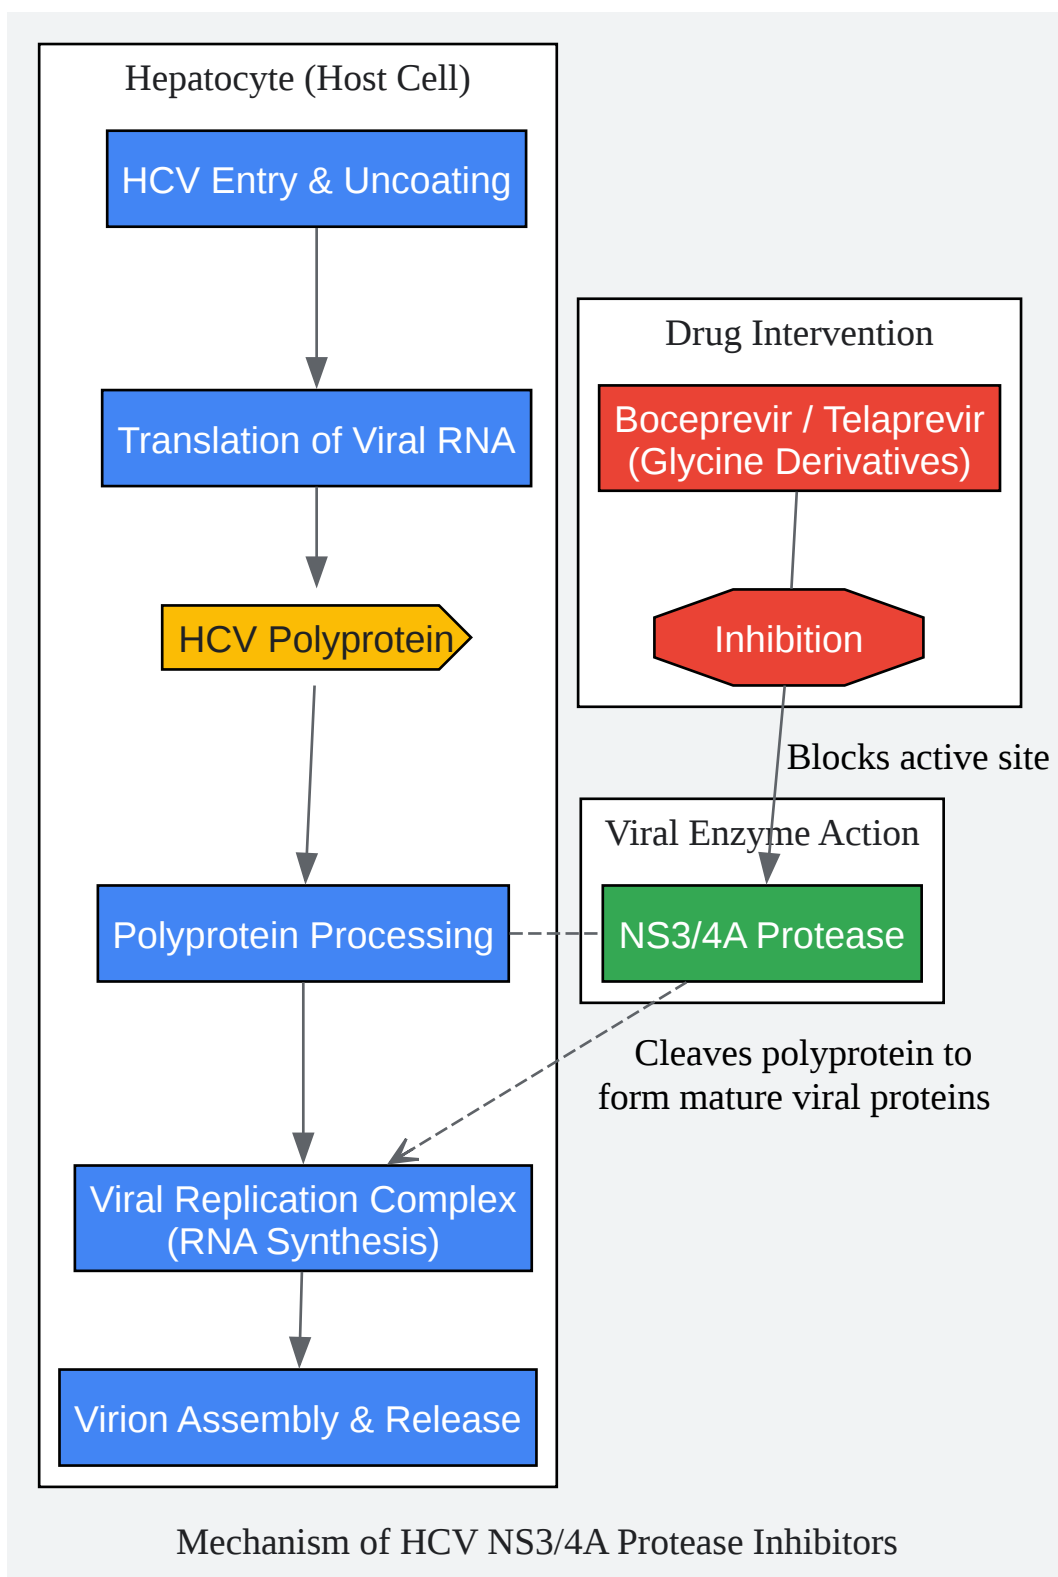 Hepatocyte (Host Cell)
HCV Entry & Uncoating
Translation of Viral RNA
HCV Polyprotein
Polyprotein Processing
Viral Replication Complex
(RNA Synthesis)
Virion Assembly & Release
Drug Intervention
Boceprevir / Telaprevir
(Glycine Derivatives)
Inhibition
Blocks active site
Viral Enzyme Action
NS3/4A Protease
Cleaves polyprotein to
form mature viral proteins
Mechanism of HCV NS3/4A Protease Inhibitors